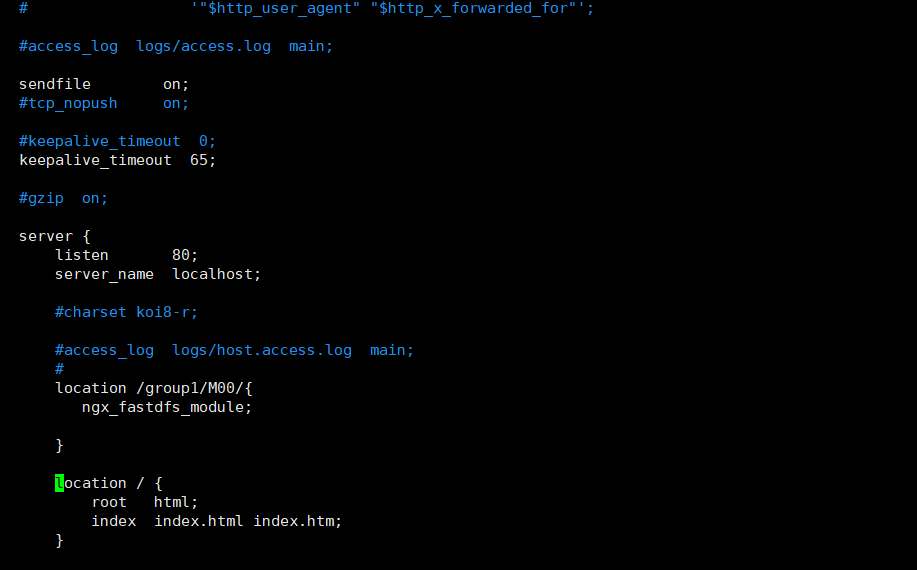 #                  '"$http_user_agent" "$http_x_forwarded_for"';
#access_log  logs/access.log  main;
sendfile        on;
#tcp_nopush     on;
#keepalive_timeout  0;
keepalive_timeout  65;
#gzip  on;
server {
    listen       80;
    server_name  localhost;
    #charset koi8-r;
    #access_log  logs/host.access.log  main;
    #
    location /group1/M00/{
       ngx_fastdfs_module;
    }
    location / {
        root   html;
        index  index.html index.htm;
    }